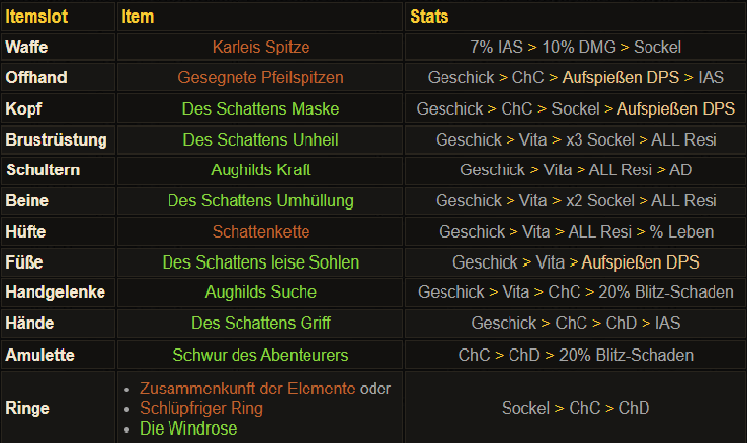 Itemslot Item Stats
Waffe Karleis Spitze 7% IAS > 10% DMG > Sockel
Offhand Gesegnete Pfeilspitzen Geschick > ChC > Aufspießen DPS > IAS
Kopf Des Schattens Maske Geschick > ChC > Sockel > Aufspießen DPS
Brustrüstung Des Schattens Unheil Geschick > Vita > x3 Sockel > ALL Resi
Schultern Aughilds Kraft Geschick > Vita > ALL Resi > AD
Beine Des Schattens Umhüllung Geschick > Vita > x2 Sockel > ALL Resi
Hüfte Schattenkette Geschick > Vita > ALL Resi > % Leben
Füße Des Schattens leise Sohlen Geschick > Vita > Aufspießen DPS
Handgelenke Aughilds Suche Geschick > Vita > ChC > 20% Blitz-Schaden
Hände Des Schattens Griff Geschick > ChC > ChD > IAS
Amulette Schwur des Abenteurers ChC > ChD > 20% Blitz-Schaden
• Zusammenkunft der Elemente oder
Ringe • Schlüpfriger Ring Sockel > ChC > ChD
• Die Windrose